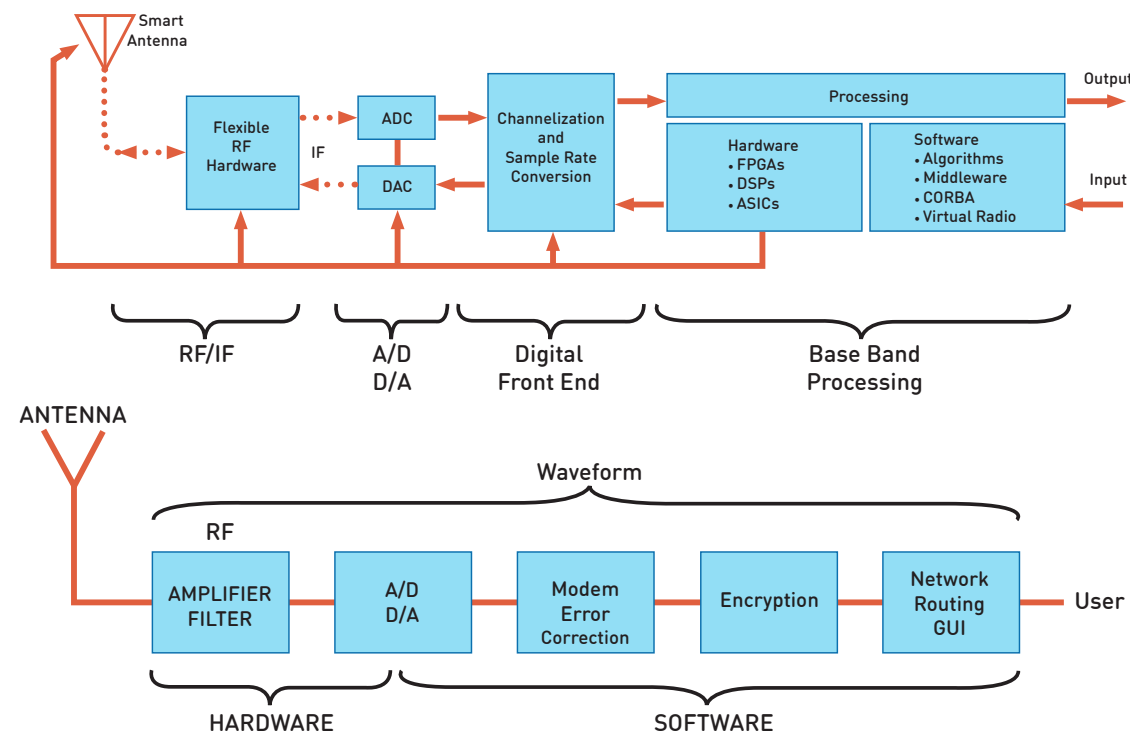 Smart
Antenna
Flexible
RF
Hardware
IF
ADC
DAC
Channelization
and
Sample Rate
Conversion
Processing
Hardware
• FPGAs
• DSPs
• ASICs
Software
• Algorithms
• Middleware
• CORBA
• Virtual Radio
Output
Input
RF/IF
A/D
D/A
Digital
Front End
Base Band
Processing
ANTENNA
Waveform
RF
AMPLIFIER
FILTER
A/D
D/A
Modem
Error
Correction
Encryption
Network
Routing
GUI
User
HARDWARE
SOFTWARE